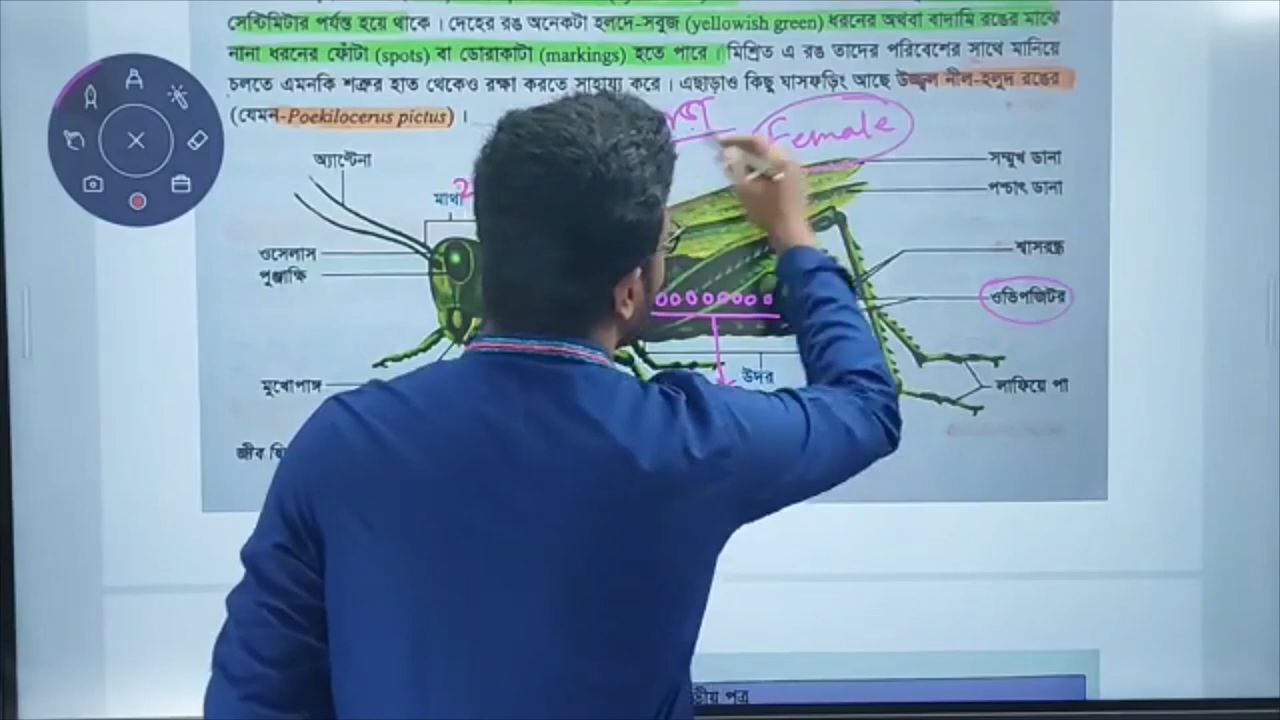 সেন্টিমিটার পর্যন্ত হয়ে থাকে । দেহের রঙ অনেকটা হলদে-সবুজ (yellowish green) ধরনের অথবা বাদামি রঙের মাঝে
নানা ধরনের ফোঁটা (spots) বা ডোরাকাটা (markings) হতে পারে । মিশ্রিত এ রঙ তাদের পরিবেশের সাথে মানিয়ে
চলতে এমনকি শত্রুর হাত থেকেও রক্ষা করতে সাহায্য করে । এছাড়াও কিছু ঘাসফড়িং আছে উজ্জ্বল নীল-হলুদ রঙের
(যেমন-Poekilocerus pictus) ।
Female
অ্যান্টেনা
সম্মুখ ডানা
মাথা
পশ্চাৎ ডানা
ওসেলাস
শ্বাসরন্ধ্র
পুঞ্জাক্ষি
ওভিপজিটর
উদর
মুখোপাঙ্গ
লাফিয়ে পা
জীব
পত্র